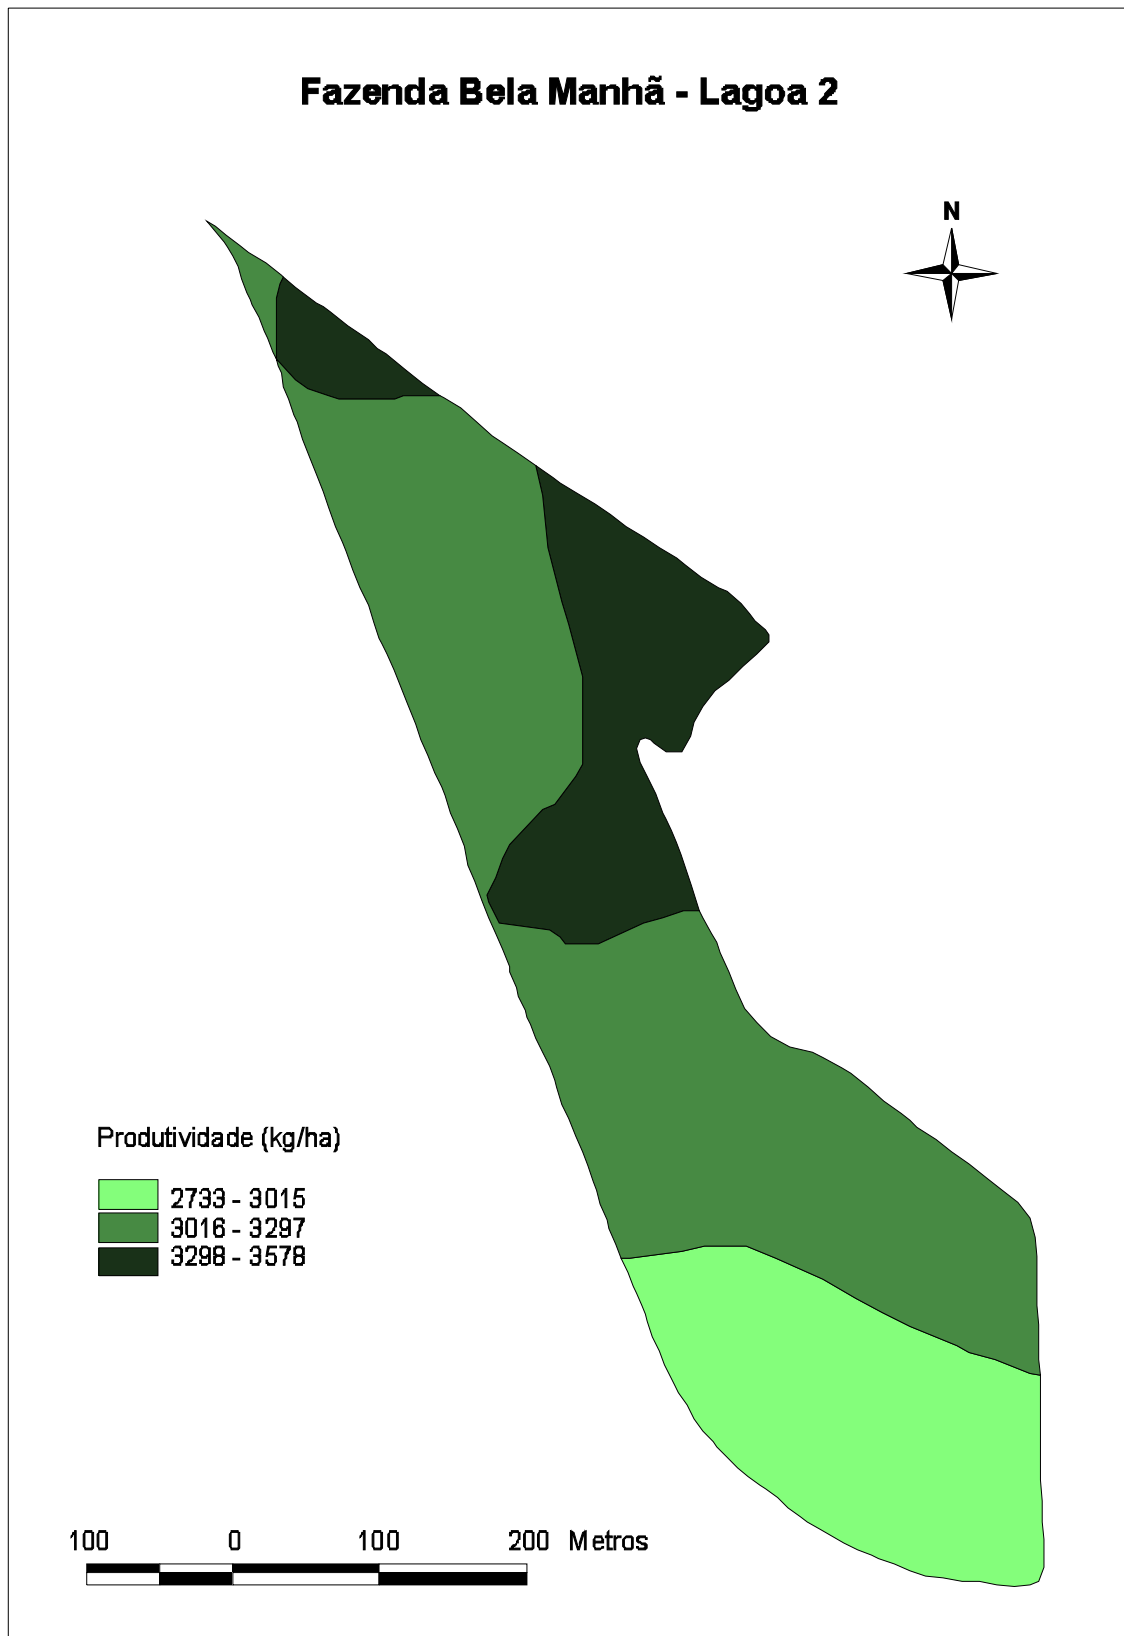 Fazenda Bela Manhã - Lagoa 2
N
Produtividade (kg/ha)
2733 - 3015
3016 - 3297
3298 - 3578
100 0 100 200 Metros